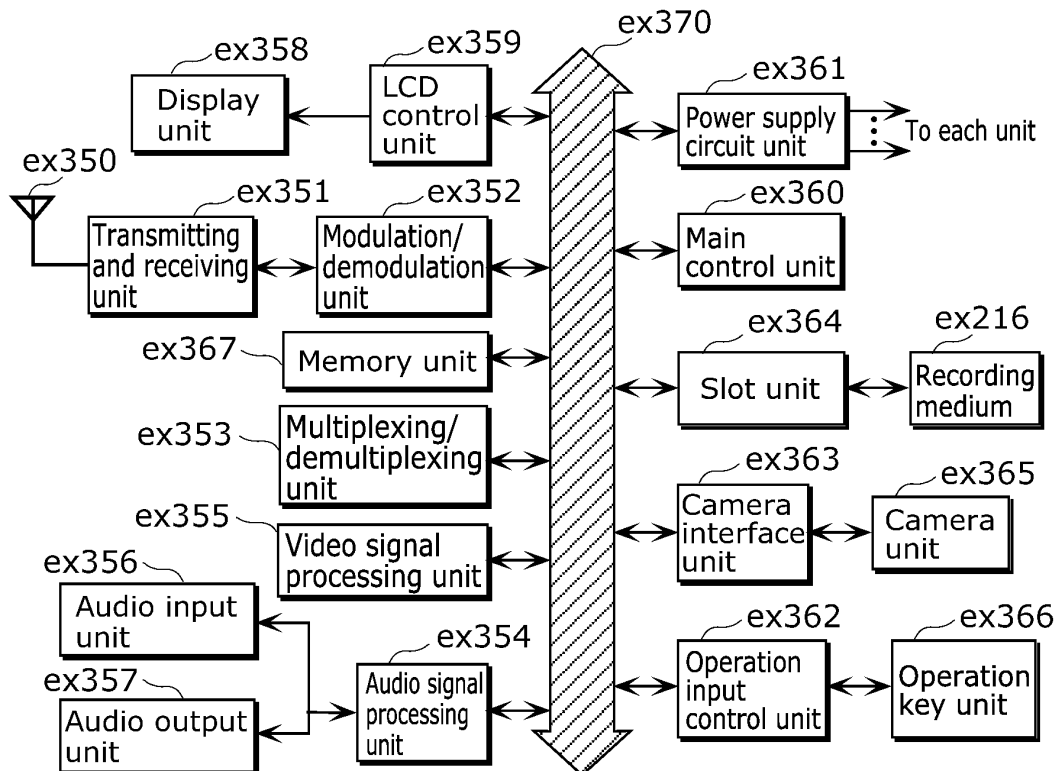 ex370
ex358
ex359
ex361
Display
unit
LCD
control
unit
Power supply
circuit unit
To each unit
ex350
ex351
ex352
ex360
Transmitting
and receiving
unit
Modulation/
demodulation
unit
Main
control unit
ex367
Memory unit
ex364
ex216
Slot unit
Recording
medium
ex353
Multiplexing/
demultiplexing
unit
ex363
ex365
Camera
interface
unit
Camera
unit
ex355
Video signal
processing unit
ex356
Audio input
unit
ex354
ex362
ex366
ex357
Audio output
unit
Audio signal
processing
unit
Operation
input
control unit
Operation
key unit